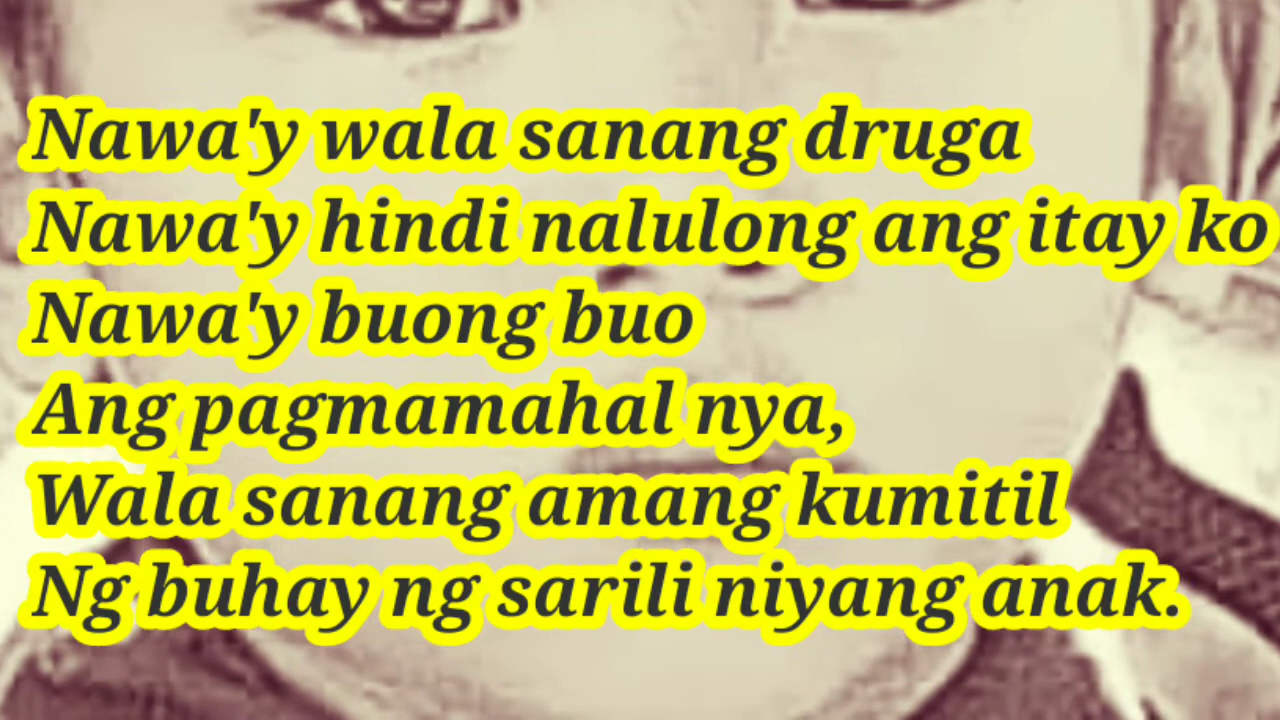 Nawa'y wala sanang druga
Nawa'y hindi nalulong ang itay ko
Nawa'y buong buo
Ang pagmamahal nya,
Wala sanang amang kumitil
Ng buhay ng sarili niyang anak.